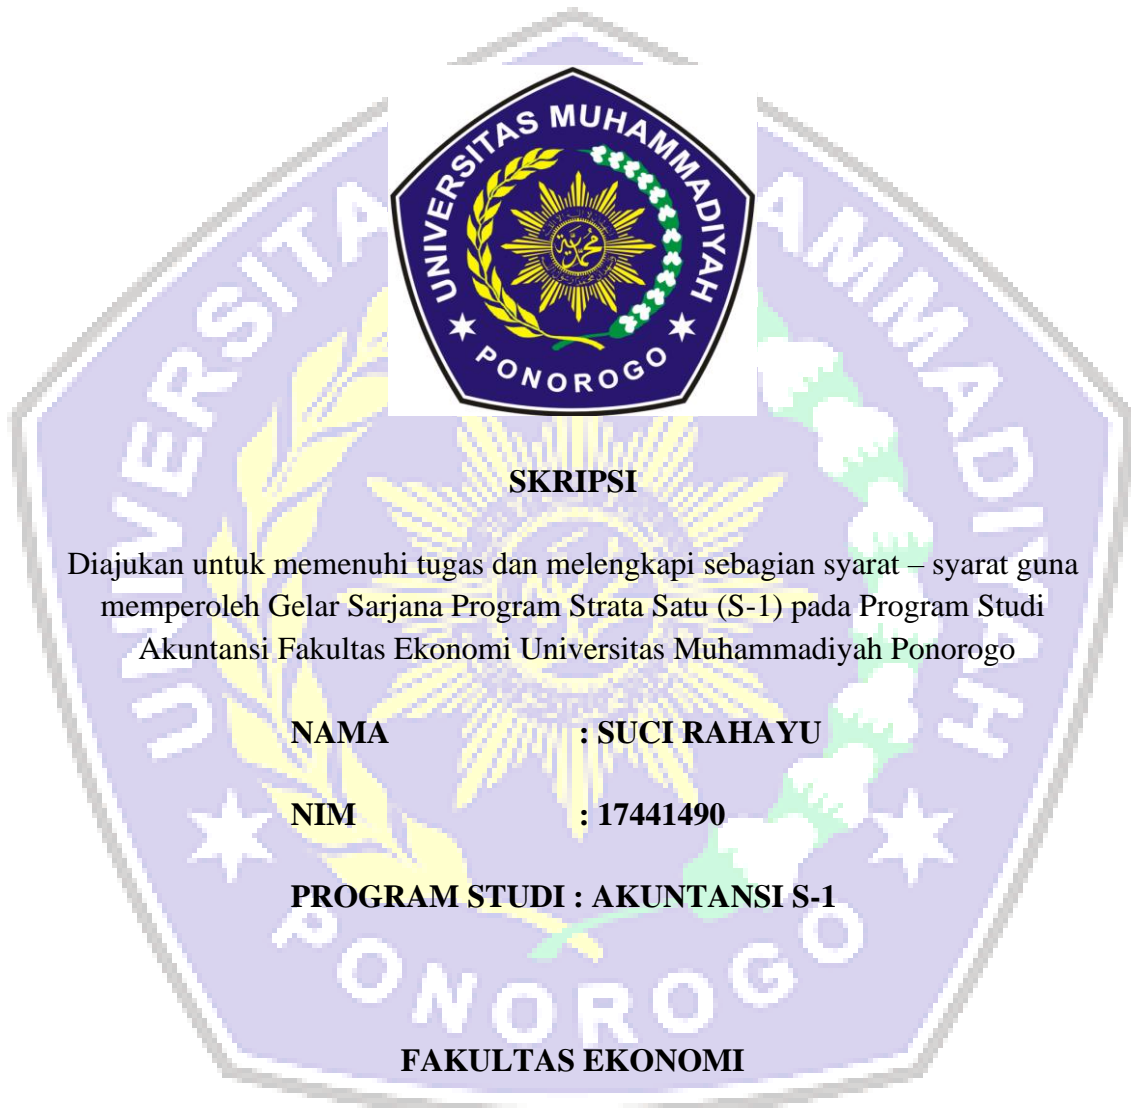 UNIVERSITAS MUHAMMADIYAH
PONOROGO
SKRIPSI
Diajukan untuk memenuhi tugas dan melengkapi sebagian syarat – syarat guna
memperoleh Gelar Sarjana Program Strata Satu (S-1) pada Program Studi
Akuntansi Fakultas Ekonomi Universitas Muhammadiyah Ponorogo
NAMA : SUCI RAHAYU
NIM : 17441490
PROGRAM STUDI : AKUNTANSI S-1
PONOROGO
FAKULTAS EKONOMI